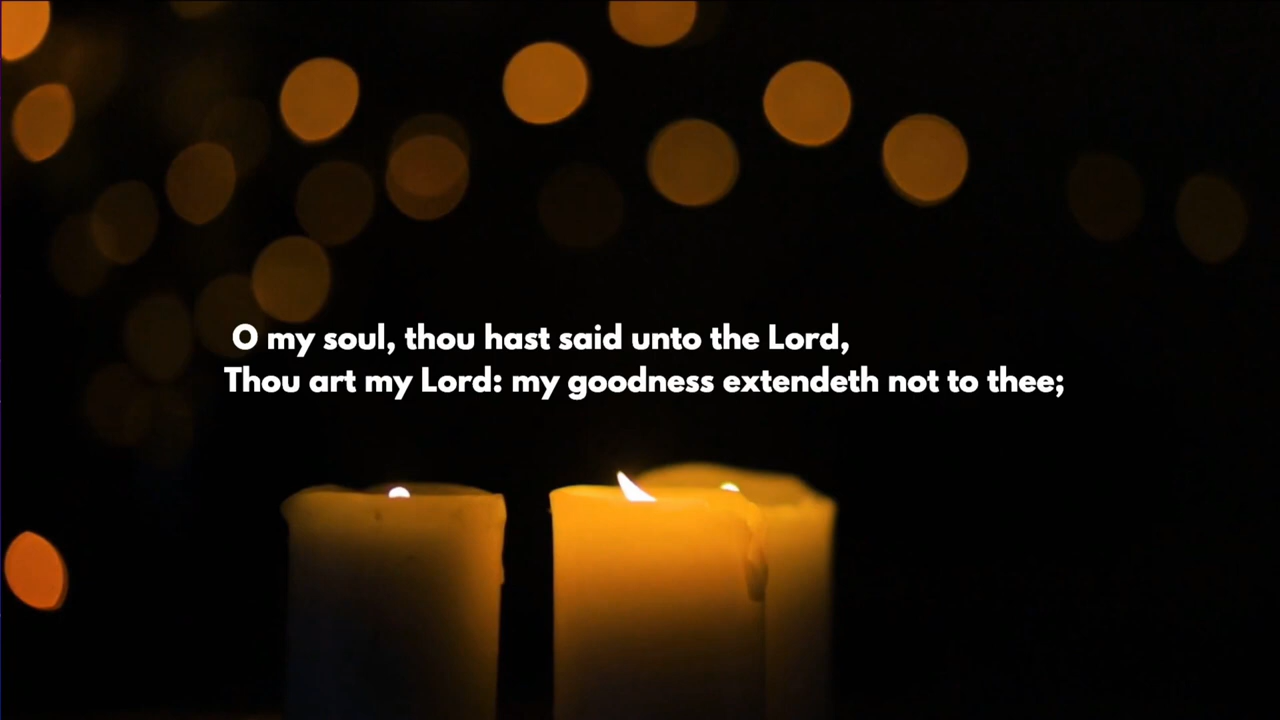 O my soul, thou hast said unto the Lord,
Thou art my Lord: my goodness extendeth not to thee;